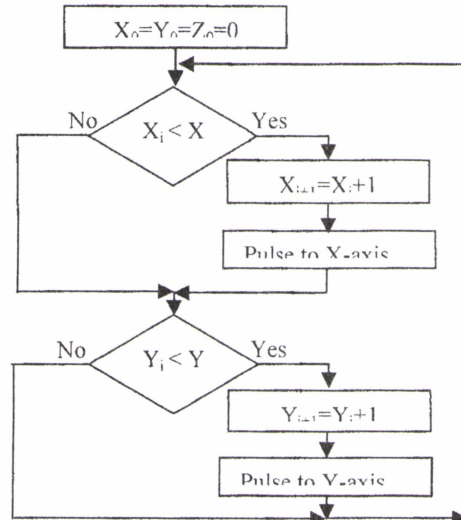 X₀=Y₀=Z₀=0
Xᵢ < X
No
Yes
Xᵢ₊₁=Xᵢ+1
Pulse to X-axis
Yᵢ < Y
No
Yes
Yᵢ₊₁=Yᵢ+1
Pulse to Y-axis